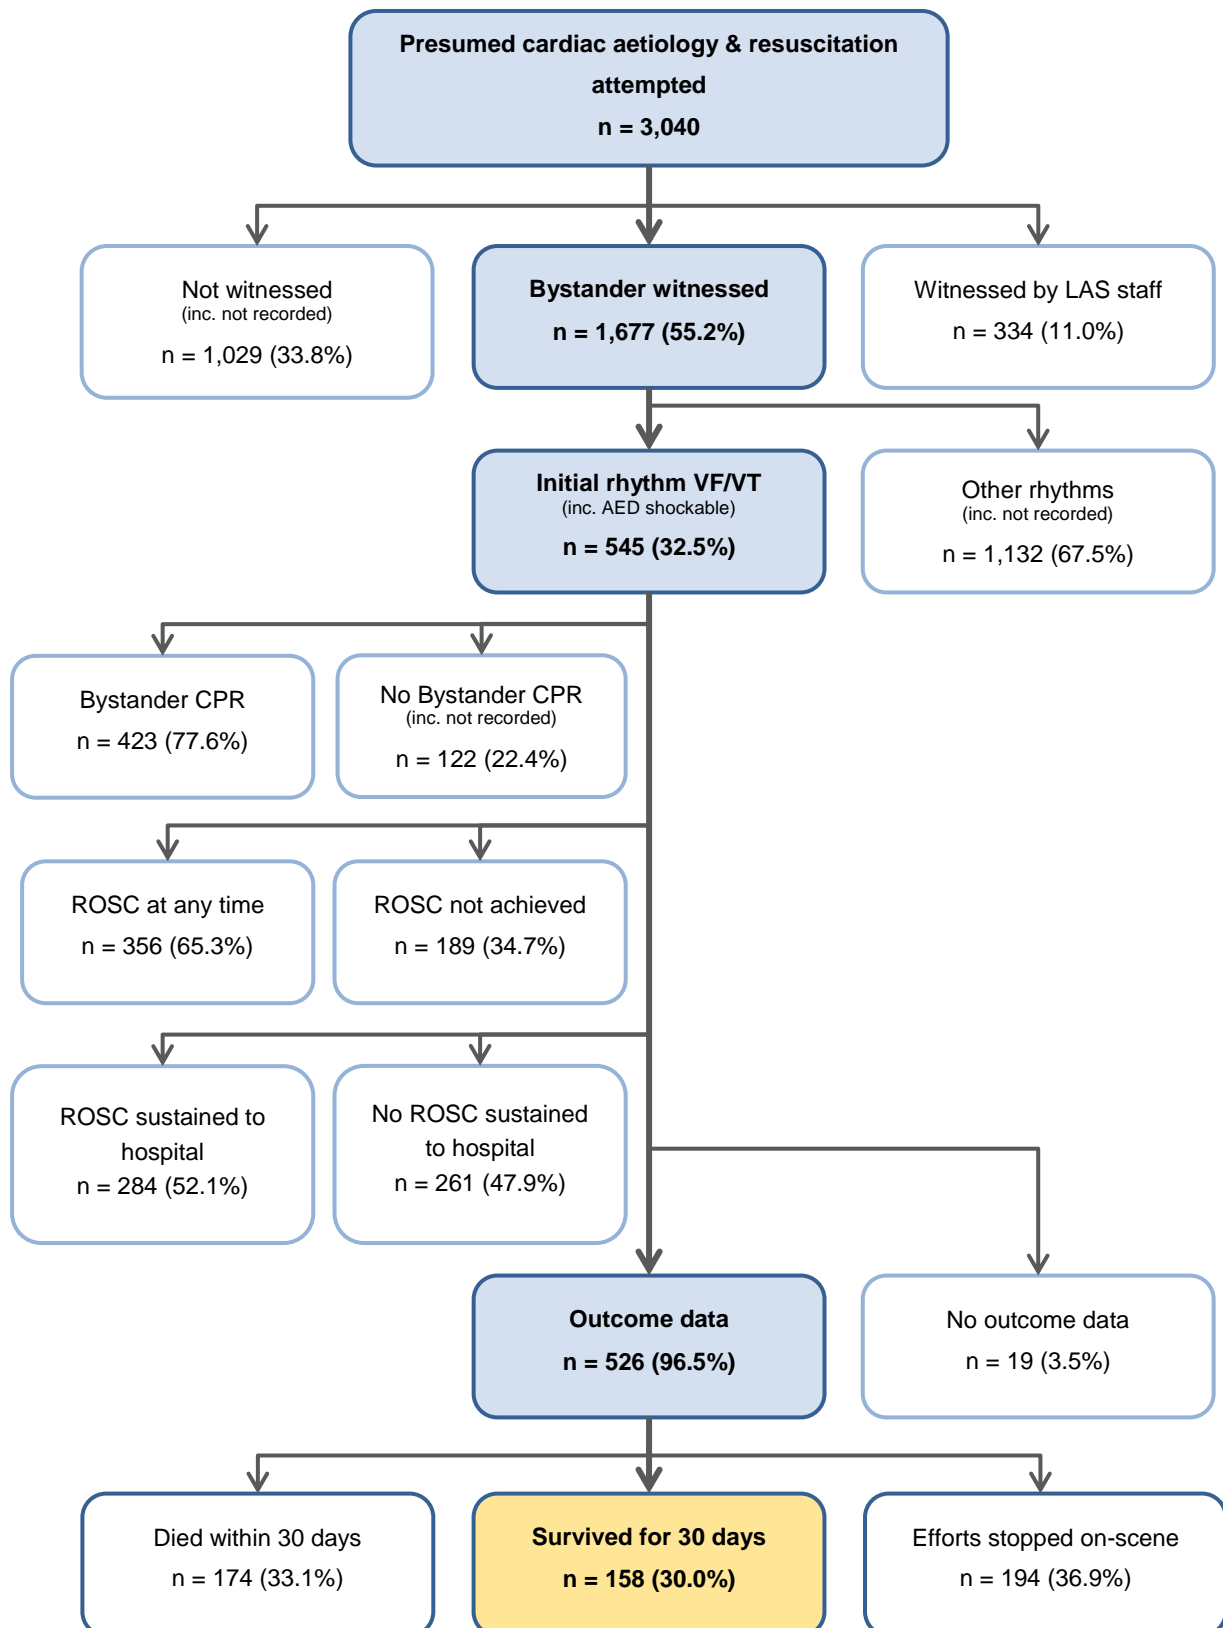 Presumed cardiac aetiology & resuscitation
attempted
n = 3,040
Not witnessed
(inc. not recorded)
n = 1,029 (33.8%)
Bystander witnessed
n = 1,677 (55.2%)
Witnessed by LAS staff
n = 334 (11.0%)
Initial rhythm VF/VT
(inc. AED shockable)
n = 545 (32.5%)
Other rhythms
(inc. not recorded)
n = 1,132 (67.5%)
Bystander CPR
n = 423 (77.6%)
No Bystander CPR
(inc. not recorded)
n = 122 (22.4%)
ROSC at any time
n = 356 (65.3%)
ROSC not achieved
n = 189 (34.7%)
ROSC sustained to
hospital
n = 284 (52.1%)
No ROSC sustained
to hospital
n = 261 (47.9%)
Outcome data
n = 526 (96.5%)
No outcome data
n = 19 (3.5%)
Died within 30 days
n = 174 (33.1%)
Survived for 30 days
n = 158 (30.0%)
Efforts stopped on-scene
n = 194 (36.9%)